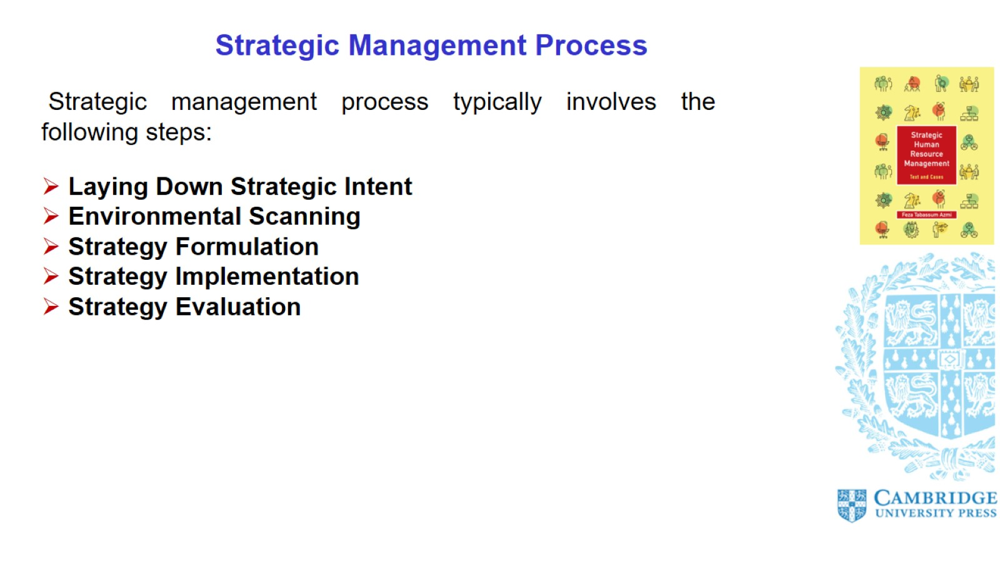 Strategic Management Process
Strategic management process typically involves the
following steps:
➢ Laying Down Strategic Intent
➢ Environmental Scanning
➢ Strategy Formulation
➢ Strategy Implementation
➢ Strategy Evaluation
Strategic
Human
Resource
Management
Text and Cases
Feza Tabassum Azmi
CAMBRIDGE
UNIVERSITY PRESS